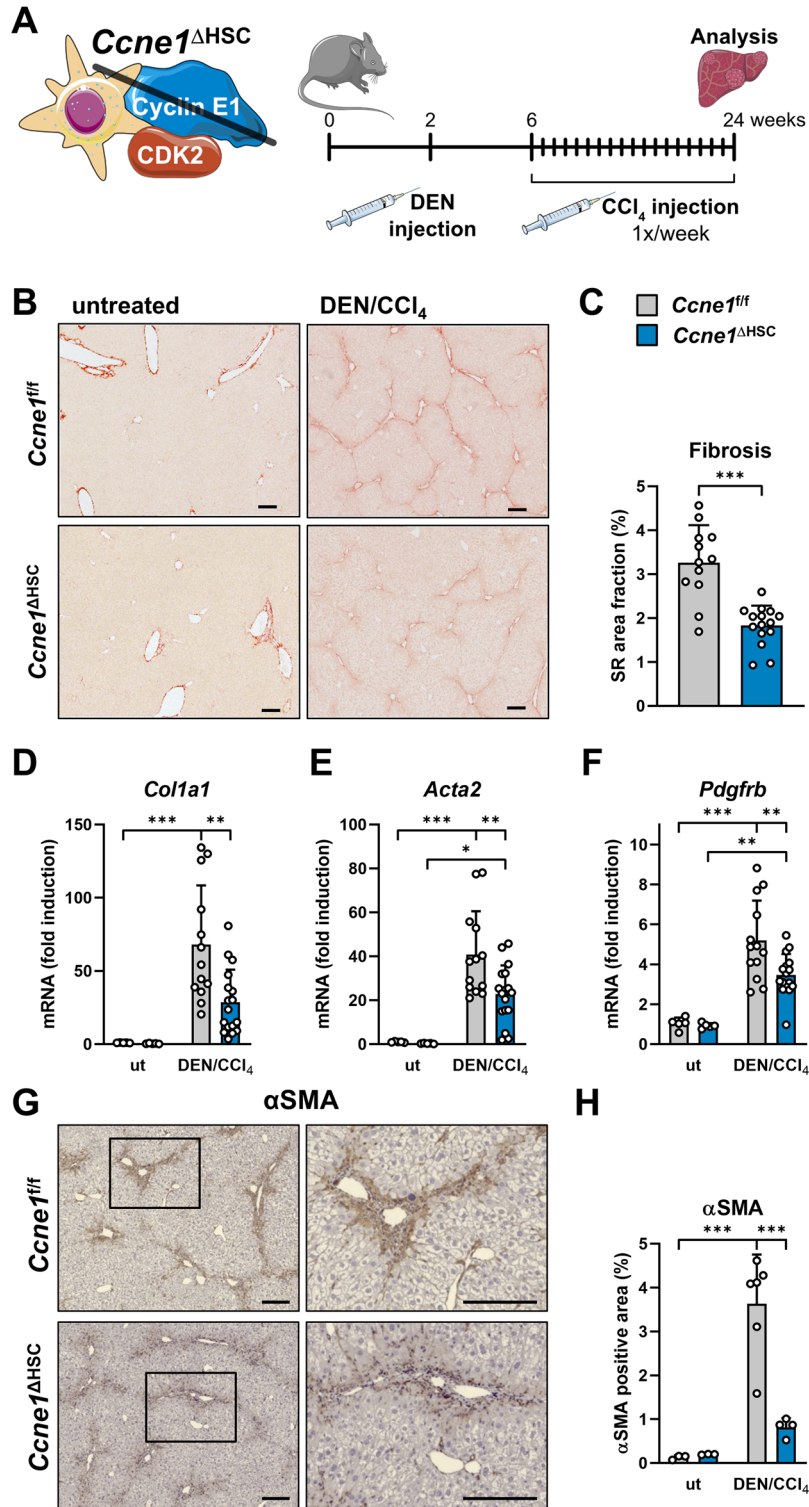 A
Ccne1ΔHSC
Cyclin E1
CDK2
Analysis
0 2 6 24 weeks
DEN
injection
CCl4 injection
1x/week
B
untreated DEN/CCl4
Ccne1f/f
Ccne1ΔHSC
C
Ccne1f/f
Ccne1ΔHSC
Fibrosis
***
SR area fraction (%)
5
4
3
2
1
0
D
Col1a1
*** **
mRNA (fold induction)
150
100
50
0
ut DEN/CCl4
E
Acta2
*** **
*
mRNA (fold induction)
100
80
60
40
20
0
ut DEN/CCl4
F
Pdgfrb
*** **
**
mRNA (fold induction)
10
8
6
4
2
0
ut DEN/CCl4
G
αSMA
Ccne1f/f
Ccne1ΔHSC
H
αSMA
*** ***
αSMA positive area (%)
5
4
3
2
1
0
ut DEN/CCl4